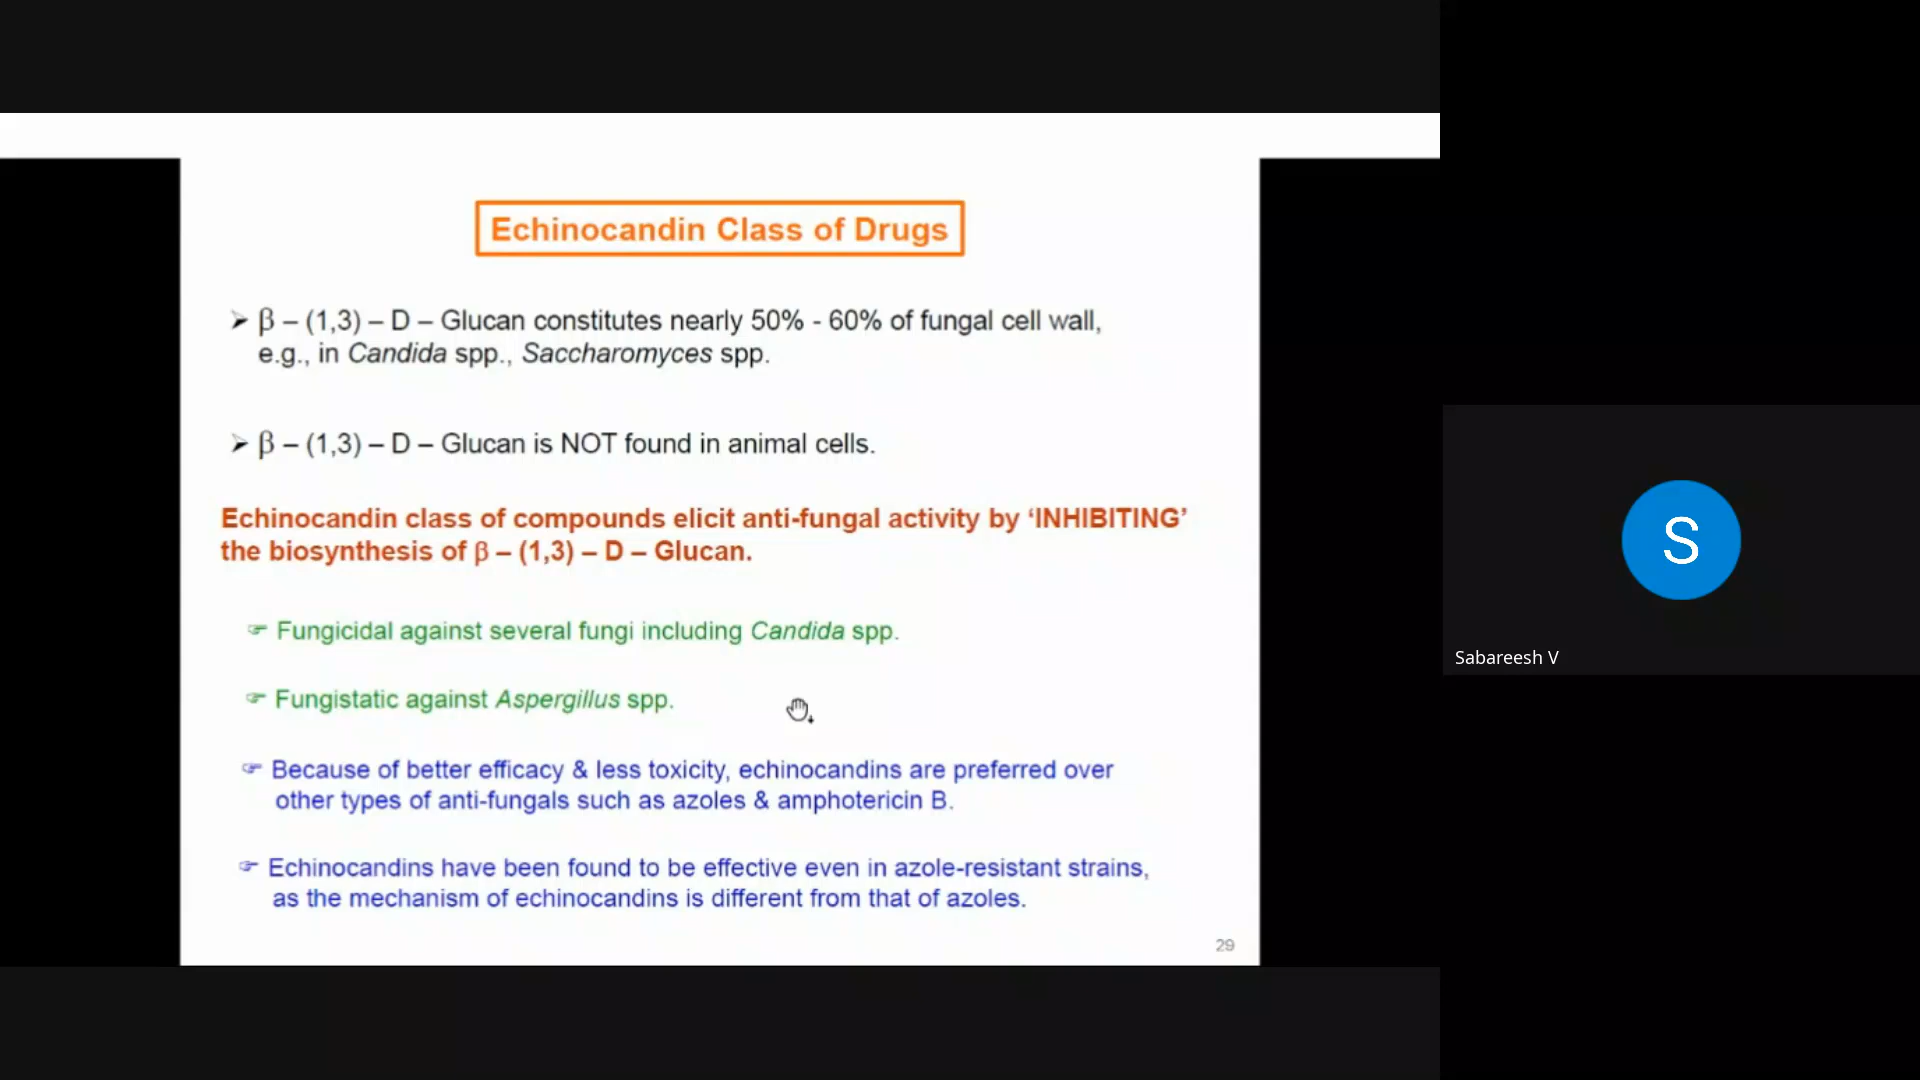 Echinocandin Class of Drugs
➢ β – (1,3) – D – Glucan constitutes nearly 50% - 60% of fungal cell wall,
e.g., in Candida spp., Saccharomyces spp.
➢ β – (1,3) – D – Glucan is NOT found in animal cells.
Echinocandin class of compounds elicit anti-fungal activity by ‘INHIBITING’
the biosynthesis of β – (1,3) – D – Glucan.
☞ Fungicidal against several fungi including Candida spp.
☞ Fungistatic against Aspergillus spp.
☞ Because of better efficacy & less toxicity, echinocandins are preferred over
other types of anti-fungals such as azoles & amphotericin B.
☞ Echinocandins have been found to be effective even in azole-resistant strains,
as the mechanism of echinocandins is different from that of azoles.
29
S
Sabareesh V